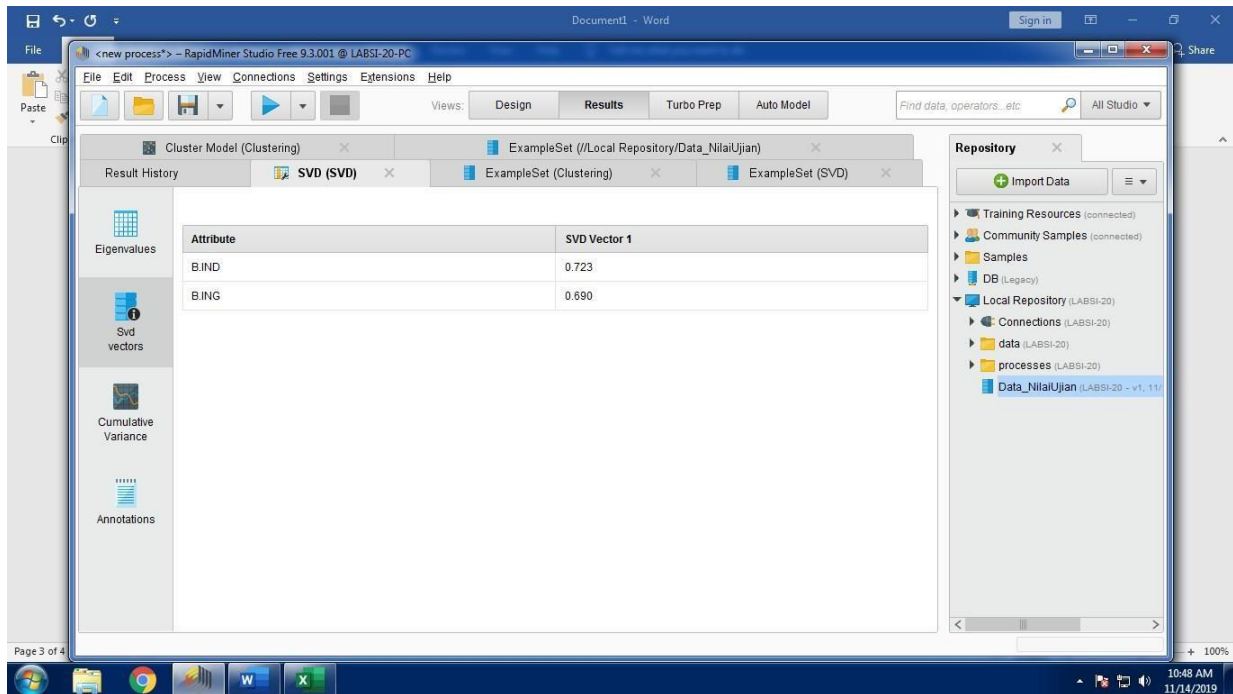 Document1 - Word
Sign in
File
Share
<new process*> – RapidMiner Studio Free 9.3.001 @ LABSI-20-PC
File Edit Process View Connections Settings Extensions Help
Paste
Clip
Views: Design Results Turbo Prep Auto Model
Find data, operators...etc
All Studio
Cluster Model (Clustering)
ExampleSet (//Local Repository/Data_NilaiUjian)
Result History
SVD (SVD)
ExampleSet (Clustering)
ExampleSet (SVD)
Eigenvalues
Svd
vectors
Cumulative
Variance
Annotations
Attribute SVD Vector 1
B.IND 0.723
B.ING 0.690
Repository
Import Data
Training Resources (connected)
Community Samples (connected)
Samples
DB (Legacy)
Local Repository (LABSI-20)
Connections (LABSI-20)
data (LABSI-20)
processes (LABSI-20)
Data_NilaiUjian (LABSI-20 - v1, 11/
Page 3 of 4
100%
10:48 AM
11/14/2019